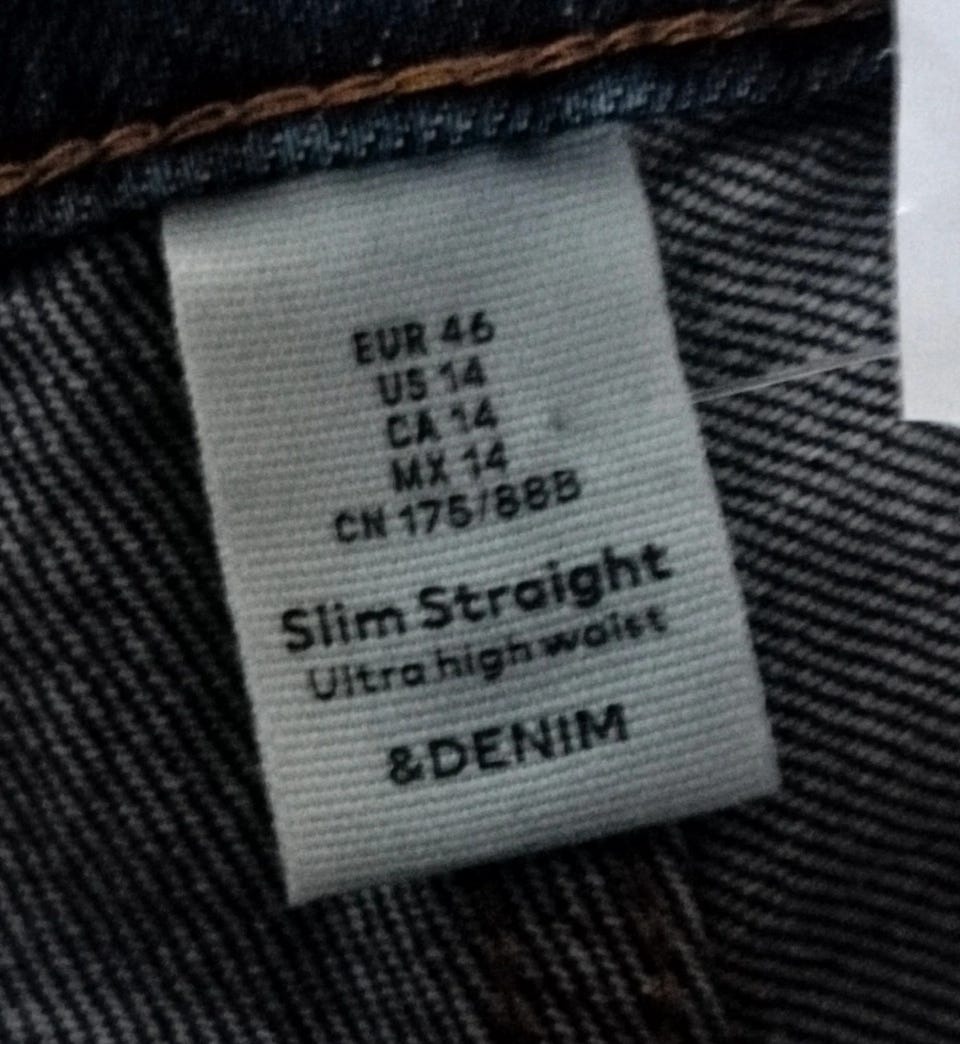 EUR 46
US 14
CA 14
MX 14
CN 175/88B
Slim Straight
Ultra high waist
&DENIM